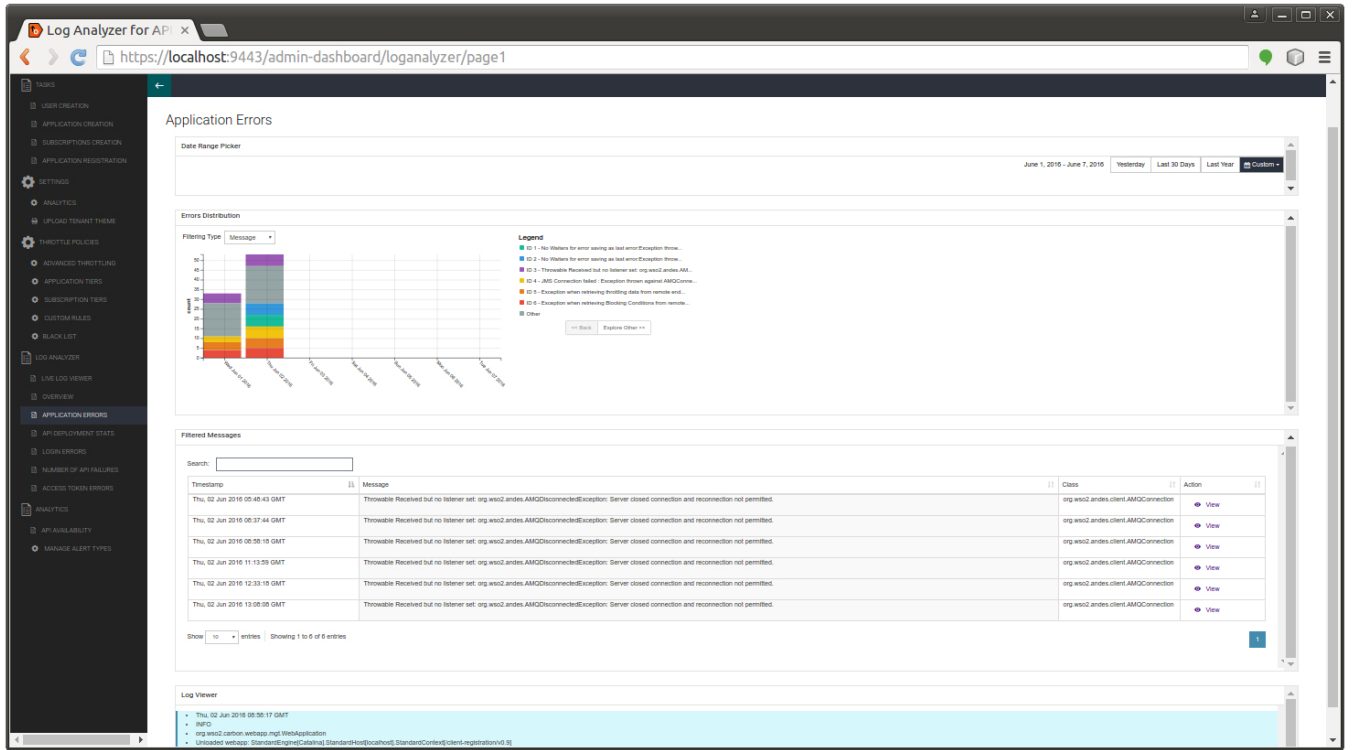 Log Analyzer for API
https://localhost:9443/admin-dashboard/loganalyzer/page1
TASKS
USER CREATION
APPLICATION CREATION
SUBSCRIPTIONS CREATION
APPLICATION REGISTRATION
SETTINGS
ANALYTICS
UPLOAD TENANT THEME
THROTTLE POLICIES
ADVANCED THROTTLING
APPLICATION TIERS
SUBSCRIPTION TIERS
CUSTOM RULES
BLACK LIST
LOG ANALYZER
LIVE LOG VIEWER
OVERVIEW
APPLICATION ERRORS
API DEPLOYMENT STATS
LOGIN ERRORS
NUMBER OF API FAILURES
ACCESS TOKEN ERRORS
ANALYTICS
API AVAILABILITY
MANAGE ALERT TYPES
Application Errors
Date Range Picker
June 1, 2016 - June 7, 2016 Yesterday Last 30 Days Last Year Custom
Errors Distribution
Filtering Type Message
count
50
45
40
35
30
25
20
15
10
5
0
Wed Jun 01 2016
Thu Jun 02 2016
Fri Jun 03 2016
Sat Jun 04 2016
Sun Jun 05 2016
Mon Jun 06 2016
Tue Jun 07 2016
Legend
ID 1 - No Waiters for error saving as last error:Exception throw...
ID 2 - No Waiters for error saving as last error:Exception throw...
ID 3 - Throwable Received but no listener set: org.wso2.andes.AM...
ID 4 - JMS Connection failed : Exception thrown against AMQConne...
ID 5 - Exception when retrieving throttling data from remote end...
ID 6 - Exception when retrieving Blocking Conditions from remote...
Other
<< Back Explore Other >>
Filtered Messages
Search:
Timestamp Message Class Action
Thu, 02 Jun 2016 05:46:43 GMT Throwable Received but no listener set: org.wso2.andes.AMQDisconnectedException: Server closed connection and reconnection not permitted. org.wso2.andes.client.AMQConnection View
Thu, 02 Jun 2016 06:37:44 GMT Throwable Received but no listener set: org.wso2.andes.AMQDisconnectedException: Server closed connection and reconnection not permitted. org.wso2.andes.client.AMQConnection View
Thu, 02 Jun 2016 06:56:18 GMT Throwable Received but no listener set: org.wso2.andes.AMQDisconnectedException: Server closed connection and reconnection not permitted. org.wso2.andes.client.AMQConnection View
Thu, 02 Jun 2016 11:13:59 GMT Throwable Received but no listener set: org.wso2.andes.AMQDisconnectedException: Server closed connection and reconnection not permitted. org.wso2.andes.client.AMQConnection View
Thu, 02 Jun 2016 12:33:16 GMT Throwable Received but no listener set: org.wso2.andes.AMQDisconnectedException: Server closed connection and reconnection not permitted. org.wso2.andes.client.AMQConnection View
Thu, 02 Jun 2016 13:08:08 GMT Throwable Received but no listener set: org.wso2.andes.AMQDisconnectedException: Server closed connection and reconnection not permitted. org.wso2.andes.client.AMQConnection View
Show 10 entries Showing 1 to 6 of 6 entries
1
Log Viewer
Thu, 02 Jun 2016 06:56:17 GMT
INFO
org.wso2.carbon.webapp.mgt.WebApplication
Unloaded webapp: StandardEngine[Catalina].StandardHost[localhost].StandardContext[/client-registration/v0.9]